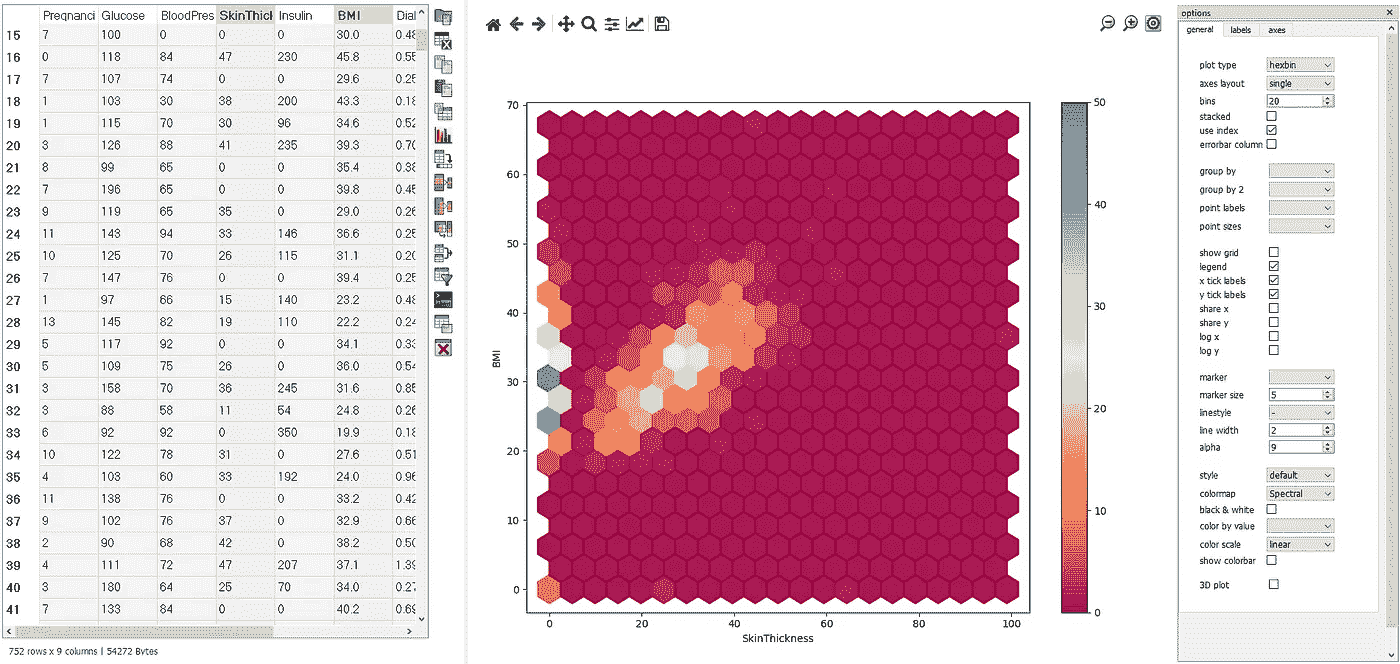 Pregnanci Glucose BloodPres SkinThick Insulin BMI Dial
15 7 100 0 0 0 30.0 0.48
16 0 118 84 47 230 45.8 0.55
17 7 107 74 0 0 29.6 0.25
18 1 103 30 38 200 43.3 0.18
19 1 115 70 30 96 34.6 0.52
20 3 126 88 41 235 39.3 0.70
21 8 99 65 0 0 35.4 0.38
22 7 196 65 0 0 39.8 0.45
23 9 119 65 35 0 29.0 0.26
24 11 143 94 33 146 36.6 0.25
25 10 125 70 26 115 31.1 0.20
26 7 147 76 0 0 39.4 0.25
27 1 97 66 15 140 23.2 0.48
28 13 145 82 19 110 22.2 0.24
29 5 117 92 0 0 34.1 0.33
30 5 109 75 26 0 36.0 0.54
31 3 158 70 36 245 31.6 0.85
32 3 88 58 11 54 24.8 0.26
33 6 92 92 0 350 19.9 0.18
34 10 122 78 31 0 27.6 0.51
35 4 103 60 33 192 24.0 0.96
36 11 138 76 0 0 33.2 0.42
37 9 102 76 37 0 32.9 0.66
38 2 90 68 42 0 38.2 0.50
39 4 111 72 47 207 37.1 1.39
40 3 180 64 25 70 34.0 0.27
41 7 133 84 0 0 40.2 0.69
752 rows x 9 columns | 54272 Bytes
70
60
50
40
30
20
10
0
BMI
0 20 40 60 80 100
SkinThickness
50
40
30
20
10
0
options
general labels axes
plot type hexbin
axes layout single
bins 20
stacked
use index
errorbar column
group by
group by 2
point labels
point sizes
show grid
legend
x tick labels
y tick labels
share x
share y
log x
log y
marker
marker size 5
linestyle -
line width 2
alpha 9
style default
colormap Spectral
black & white
color by value
color scale linear
show colorbar
3D plot